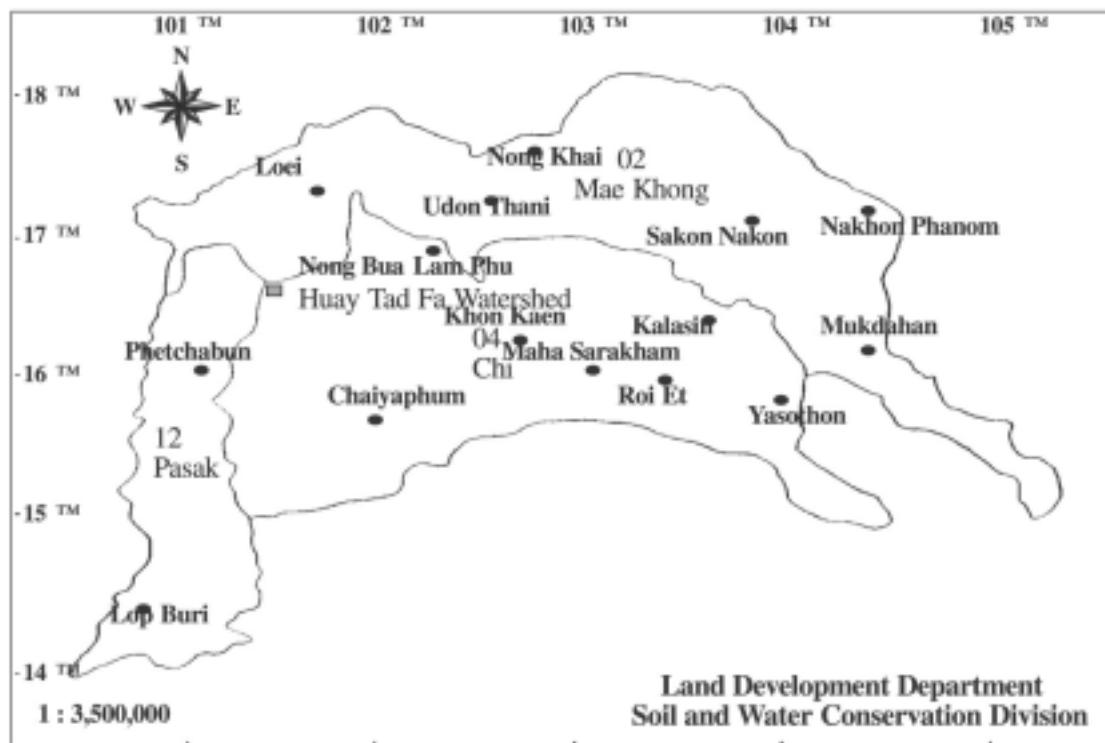 101 ™ 102 ™ 103 ™ 104 ™ 105 ™
N
-18 ™
W E
S
Loei
Nong Khai 02
Mae Khong
Udon Thani
Nakhon Phanom
Sakon Nakon
-17 ™
Nong Bua Lam Phu
Huay Tad Fa Watershed
Khon Kaen
Kalasin
Mukdahan
04
Chi
Phetchabun
Maha Sarakham
-16 ™
Chaiyaphum
Roi Et
Yasothon
12
Pasak
-15 ™
Lop Buri
-14 ™
Land Development Department
1 : 3,500,000
Soil and Water Conservation Division